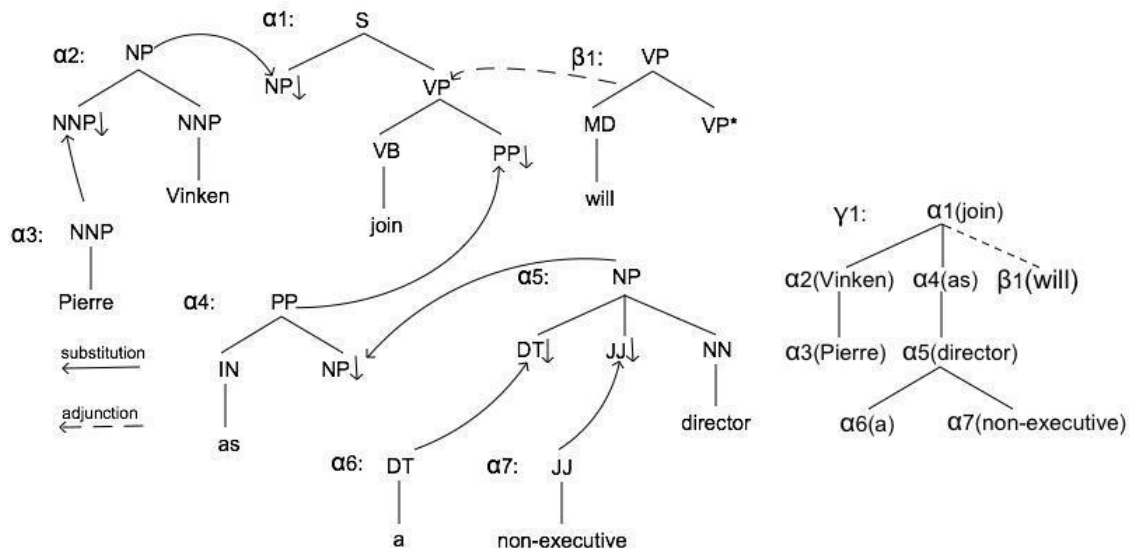 α1: S
α2: NP
NP↓ VP β1: VP
NNP↓ NNP VB PP↓ MD VP*
Vinken join will
α3: NNP
Pierre
γ1: α1(join)
α2(Vinken) α4(as) β1(will)
α3(Pierre) α5(director)
α6(a) α7(non-executive)
α4: PP α5: NP
substitution
IN NP↓ DT↓ JJ↓ NN
adjunction
as director
α6: DT α7: JJ
a non-executive